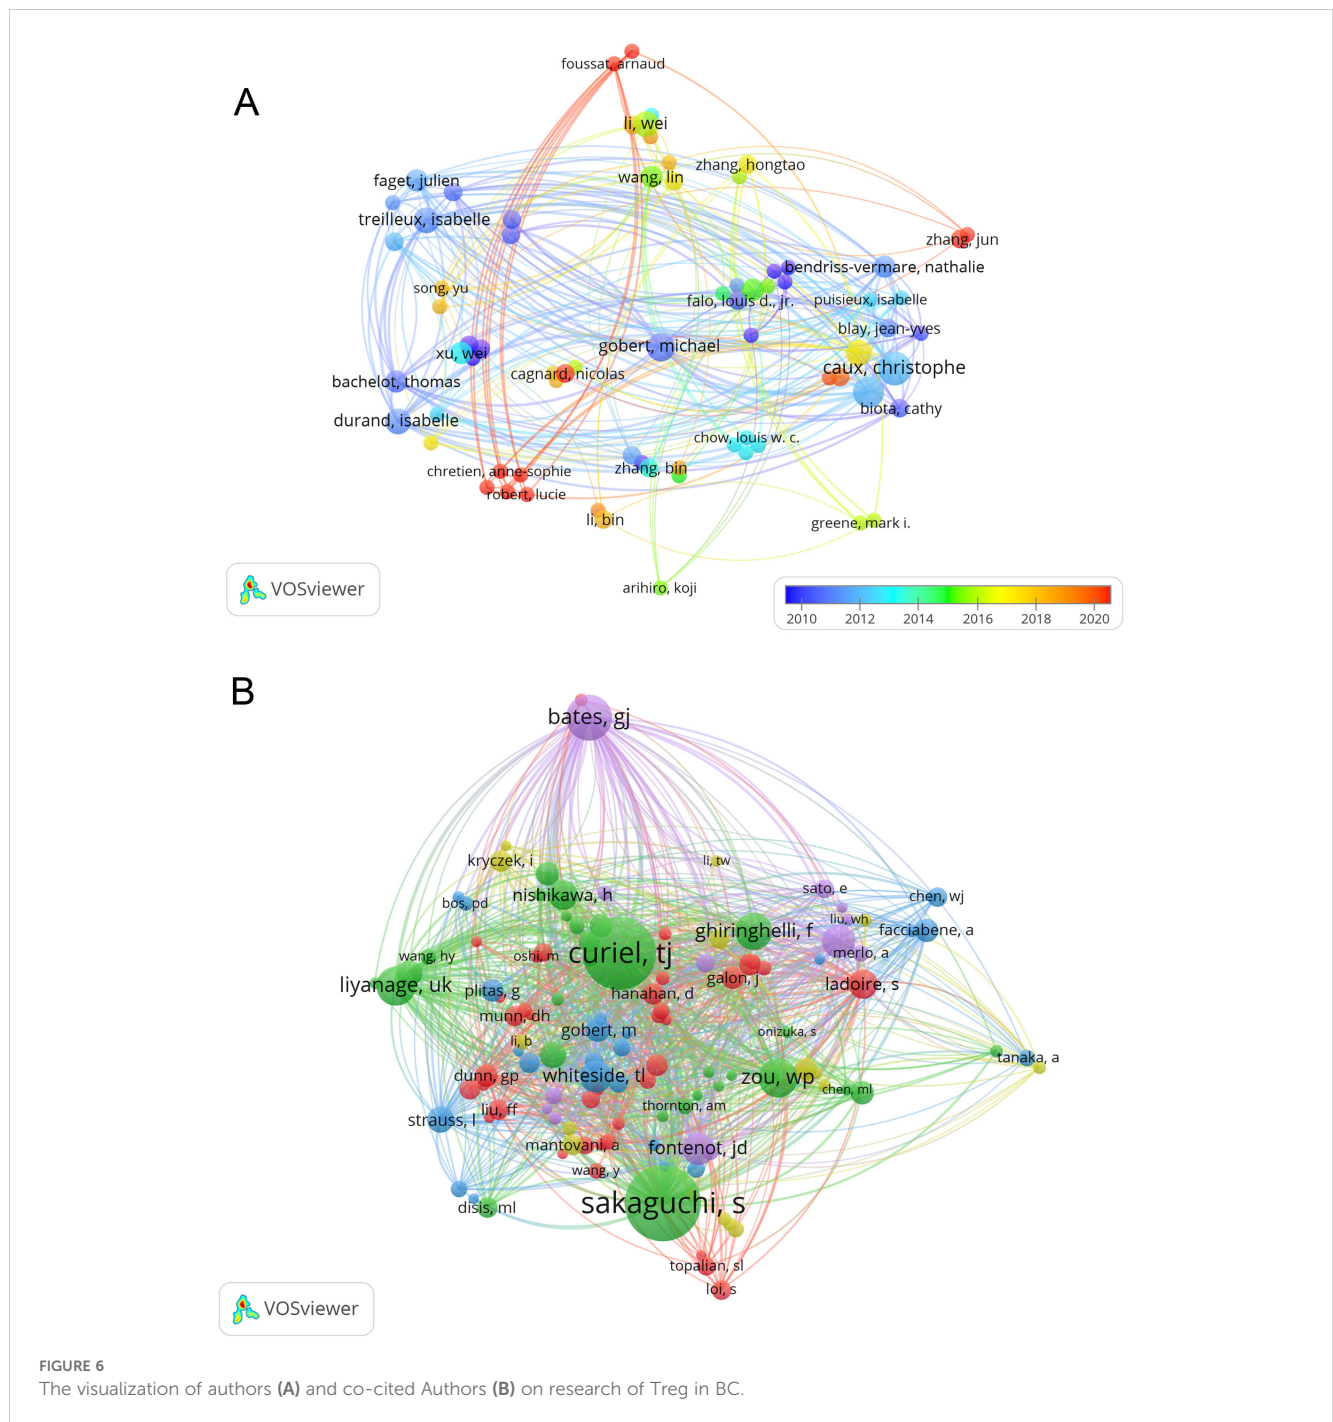 A
foussat, arnaud
li, wei
zhang, hongtao
wang, lin
faget, julien
treilleux, isabelle
zhang, jun
bendriss-vermare, nathalie
song, yu
falo, louis d., jr.
puisieux, isabelle
blay, jean-yves
xu, wei
gobert, michael
caux, christophe
cagnard, nicolas
bachelot, thomas
biota, cathy
durand, isabelle
chow, louis w. c.
zhang, bin
chretien, anne-sophie
robert, lucie
li, bin
greene, mark i.
arihiro, koji
VOSviewer
2010 2012 2014 2016 2018 2020
B
bates, gj
kryczek, i
li, tw
nishikawa, h
sato, e
chen, wj
bos, pd
liu, wh
ghiringhelli, f
facciabene, a
curiel, tj
wang, hy
oshi, m
merlo, a
galon, j
liyanage, uk
plitas, g
hanahan, d
ladoire, s
munn, dh
gobert, m
onizuka, s
li, b
tanaka, a
dunn, gp
whiteside, tl
zou, wp
chen, ml
liu, ff
thornton, am
strauss, l
mantovani, a
fontenot, jd
wang, y
sakaguchi, s
disis, ml
topalian, sl
loi, s
VOSviewer
FIGURE 6
The visualization of authors (A) and co-cited Authors (B) on research of Treg in BC.